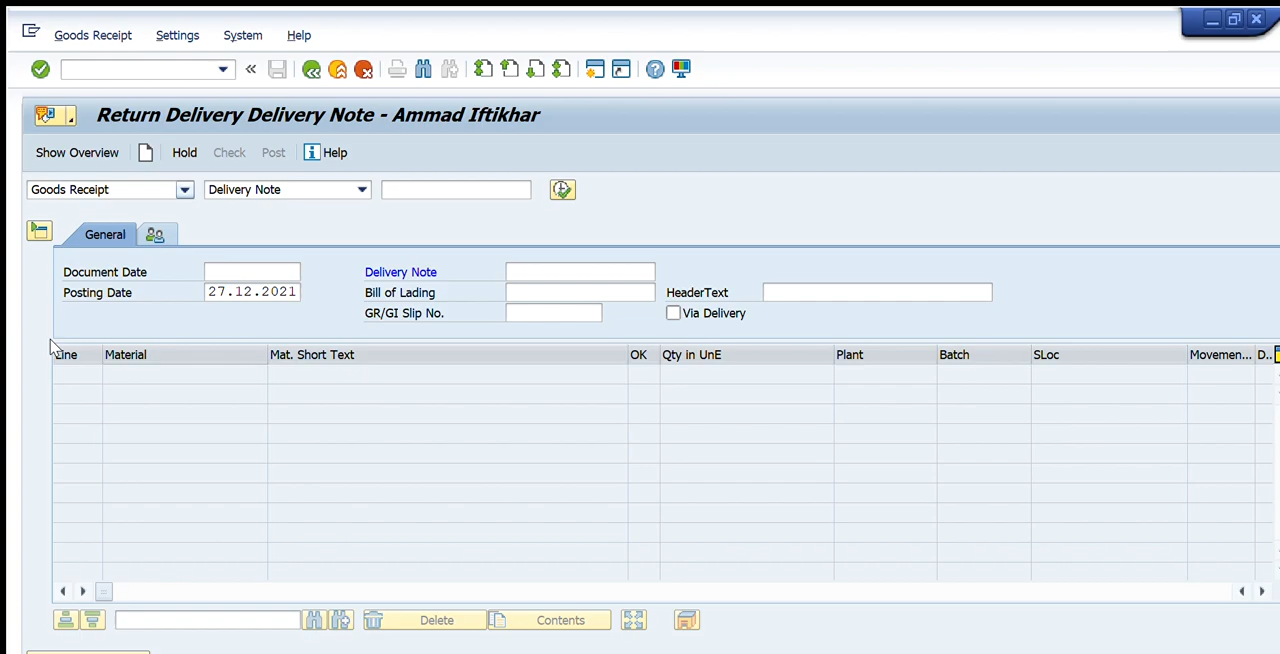 Goods Receipt Settings System Help
Return Delivery Delivery Note - Ammad Iftikhar
Show Overview Hold Check Post Help
Goods Receipt Delivery Note
General
Document Date Delivery Note
Posting Date 27.12.2021 Bill of Lading HeaderText
GR/GI Slip No. Via Delivery
Line Material Mat. Short Text OK Qty in UnE Plant Batch SLoc Movemen... D..
Delete Contents